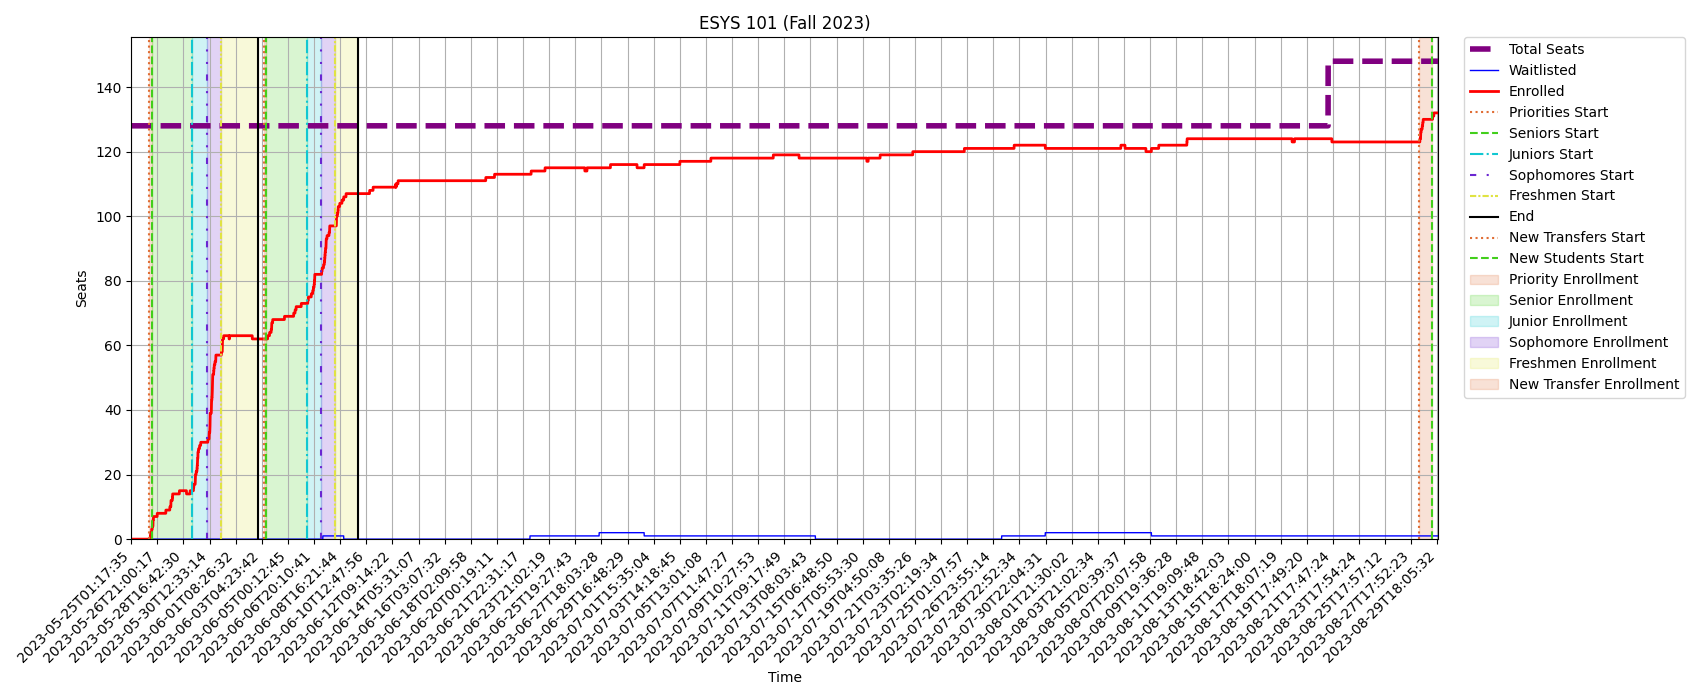 ESYS 101 (Fall 2023)
Seats
140
120
100
80
60
40
20
0
2023-05-25T01:17:35
2023-05-26T21:00:17
2023-05-28T16:42:30
2023-05-30T12:33:14
2023-06-01T08:26:32
2023-06-03T04:23:42
2023-06-05T00:12:45
2023-06-06T20:10:41
2023-06-08T16:21:44
2023-06-10T12:47:56
2023-06-12T09:14:22
2023-06-14T05:31:07
2023-06-16T03:07:32
2023-06-18T02:09:58
2023-06-20T00:19:11
2023-06-21T22:31:17
2023-06-23T21:02:19
2023-06-25T19:27:43
2023-06-27T18:03:28
2023-06-29T16:48:29
2023-07-01T15:35:04
2023-07-03T14:18:45
2023-07-05T13:01:08
2023-07-07T11:47:27
2023-07-09T10:27:53
2023-07-11T09:17:49
2023-07-13T08:03:43
2023-07-15T06:48:50
2023-07-17T05:53:30
2023-07-19T04:50:08
2023-07-21T03:35:26
2023-07-23T02:19:34
2023-07-25T01:07:57
2023-07-26T23:55:14
2023-07-28T22:52:34
2023-07-30T22:04:31
2023-08-01T21:30:02
2023-08-03T21:02:34
2023-08-05T20:39:37
2023-08-07T20:07:58
2023-08-09T19:36:28
2023-08-11T19:09:48
2023-08-13T18:42:03
2023-08-15T18:24:00
2023-08-17T18:07:19
2023-08-19T17:49:20
2023-08-21T17:47:24
2023-08-23T17:54:24
2023-08-25T17:57:12
2023-08-27T17:52:23
2023-08-29T18:05:32
Time
Total Seats
Waitlisted
Enrolled
Priorities Start
Seniors Start
Juniors Start
Sophomores Start
Freshmen Start
End
New Transfers Start
New Students Start
Priority Enrollment
Senior Enrollment
Junior Enrollment
Sophomore Enrollment
Freshmen Enrollment
New Transfer Enrollment